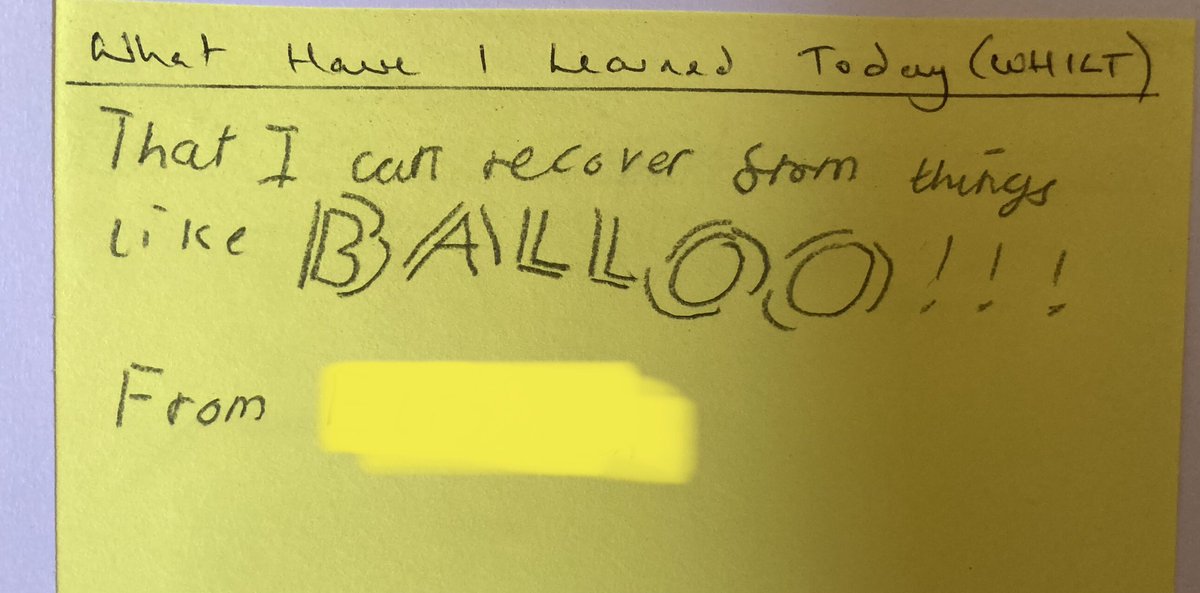 What Have I Learned Today (WHILT)
That I can recover from things
like BALLOO!!!
From